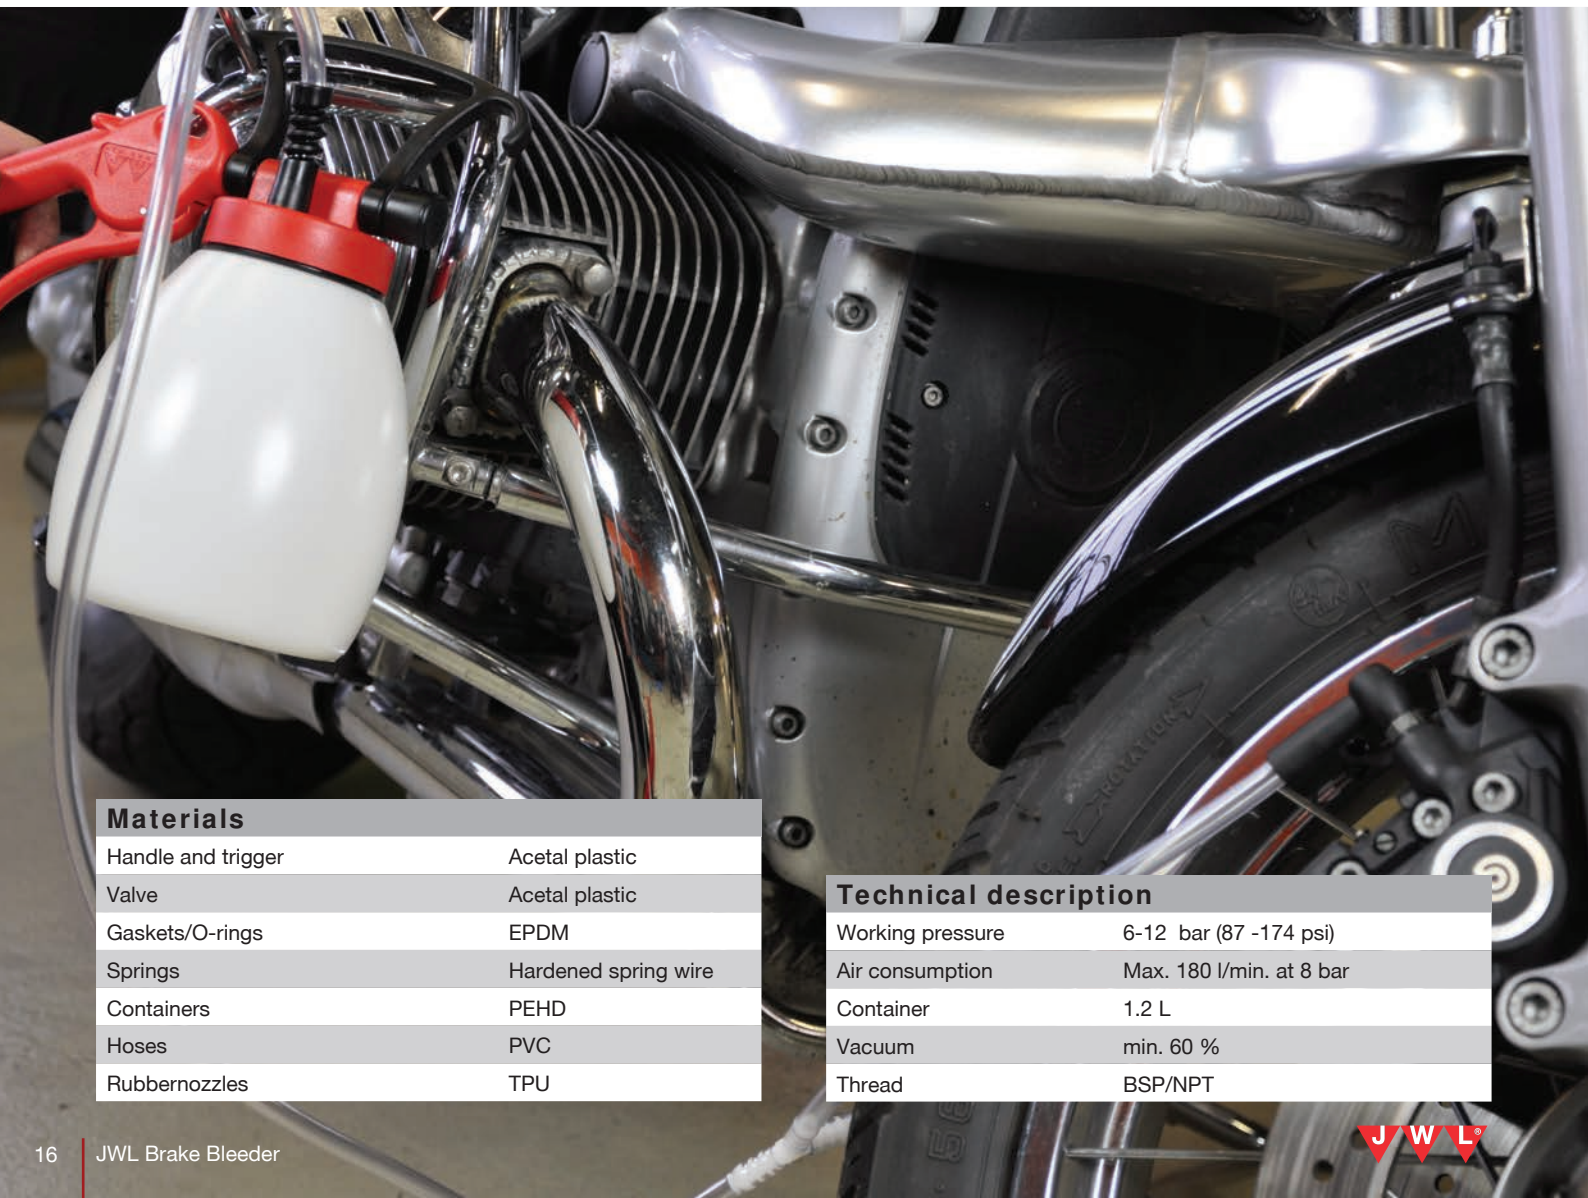 Materials
Handle and trigger Acetal plastic
Valve Acetal plastic
Gaskets/O-rings EPDM
Springs Hardened spring wire
Containers PEHD
Hoses PVC
Rubbernozzles TPU
Technical description
Working pressure 6-12 bar (87 -174 psi)
Air consumption Max. 180 l/min. at 8 bar
Container 1.2 L
Vacuum min. 60 %
Thread BSP/NPT
ROTATION
16 JWL Brake Bleeder
JWL®